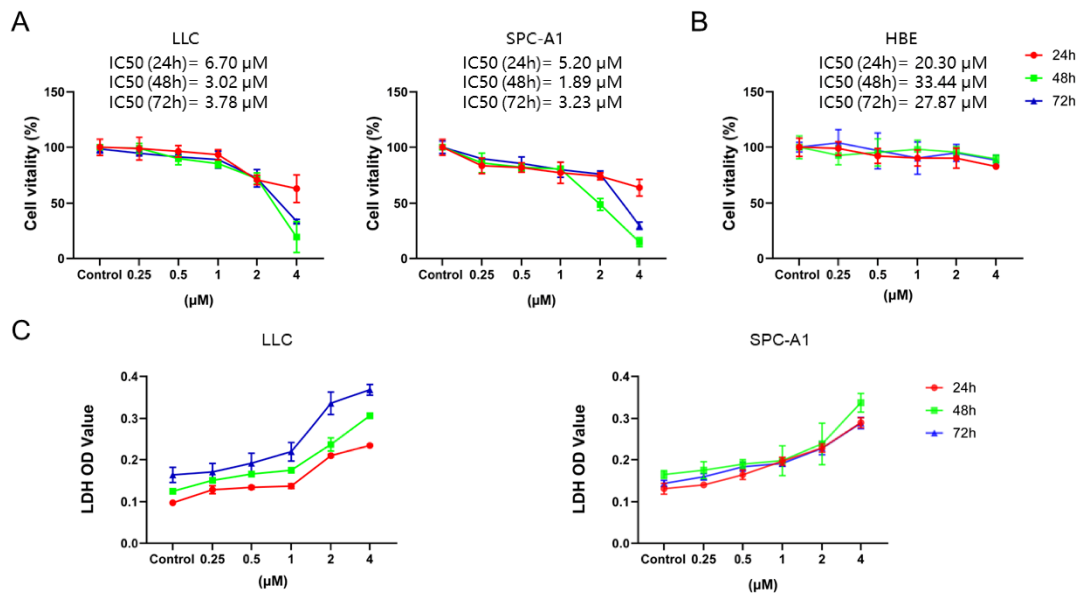 A
LLC
IC50 (24h)= 6.70 µM
IC50 (48h)= 3.02 µM
IC50 (72h)= 3.78 µM
150
100
50
0
Cell vitality (%)
Control 0.25 0.5 1 2 4
(µM)
SPC-A1
IC50 (24h)= 5.20 µM
IC50 (48h)= 1.89 µM
IC50 (72h)= 3.23 µM
150
100
50
0
Cell vitality (%)
Control 0.25 0.5 1 2 4
(µM)
B
HBE
IC50 (24h)= 20.30 µM
IC50 (48h)= 33.44 µM
IC50 (72h)= 27.87 µM
150
100
50
0
Cell vitality (%)
Control 0.25 0.5 1 2 4
(µM)
24h
48h
72h
C
LLC
0.4
0.3
0.2
0.1
0.0
LDH OD Value
Control 0.25 0.5 1 2 4
(µM)
SPC-A1
0.4
0.3
0.2
0.1
0.0
LDH OD Value
Control 0.25 0.5 1 2 4
(µM)
24h
48h
72h